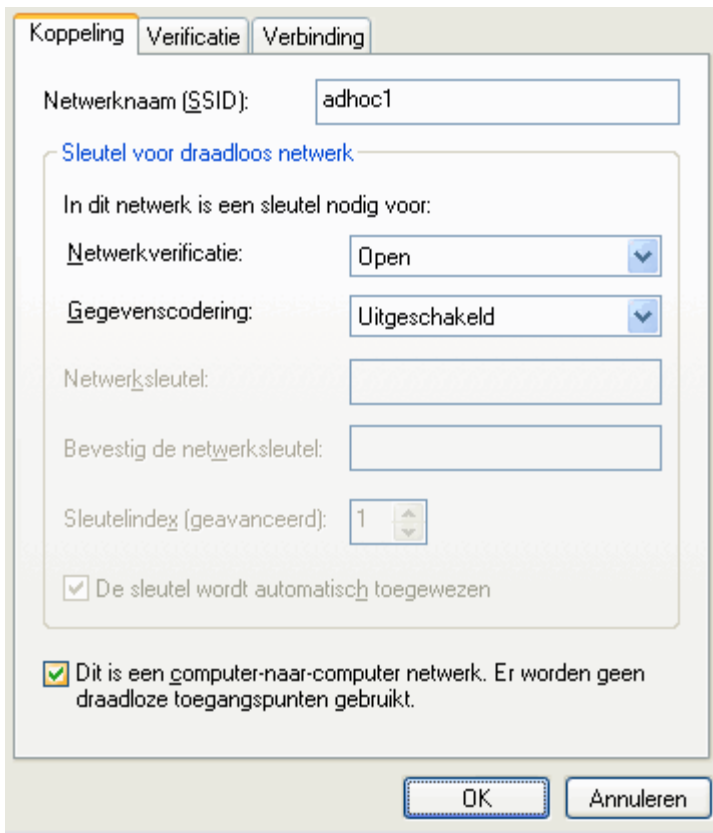 Koppeling Verificatie Verbinding
Netwerknaam (SSID): adhoc1
Sleutel voor draadloos netwerk
In dit netwerk is een sleutel nodig voor:
Netwerkverificatie: Open
Gegevenscodering: Uitgeschakeld
Netwerksleutel:
Bevestig de netwerksleutel:
Sleutelindex (geavanceerd): 1
De sleutel wordt automatisch toegewezen
Dit is een computer-naar-computer netwerk. Er worden geen
draadloze toegangspunten gebruikt.
OK Annuleren